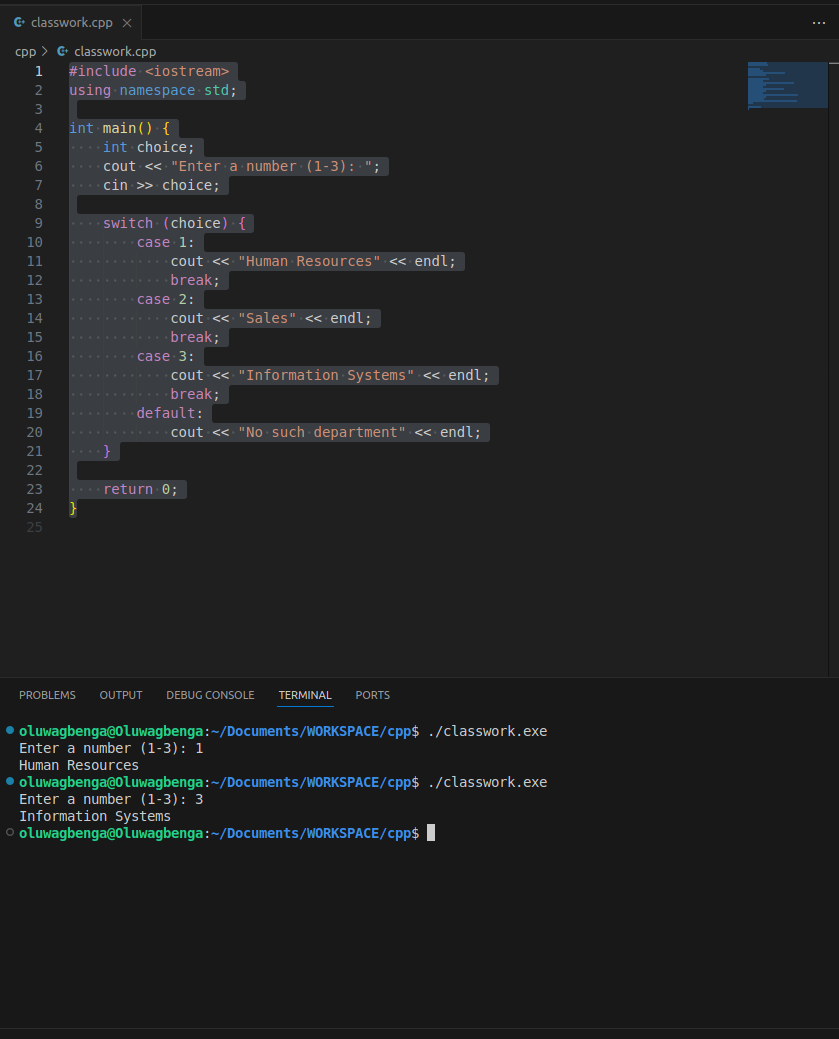 classwork.cpp
cpp > classwork.cpp
1 #include <iostream>
2 using namespace std;
3
4 int main() {
5     int choice;
6     cout << "Enter a number (1-3): ";
7     cin >> choice;
8
9     switch (choice) {
10         case 1:
11             cout << "Human Resources" << endl;
12             break;
13         case 2:
14             cout << "Sales" << endl;
15             break;
16         case 3:
17             cout << "Information Systems" << endl;
18             break;
19         default:
20             cout << "No such department" << endl;
21     }
22
23     return 0;
24 }
25
PROBLEMS OUTPUT DEBUG CONSOLE TERMINAL PORTS
oluwagbenga@Oluwagbenga:~/Documents/WORKSPACE/cpp$ ./classwork.exe
Enter a number (1-3): 1
Human Resources
oluwagbenga@Oluwagbenga:~/Documents/WORKSPACE/cpp$ ./classwork.exe
Enter a number (1-3): 3
Information Systems
oluwagbenga@Oluwagbenga:~/Documents/WORKSPACE/cpp$